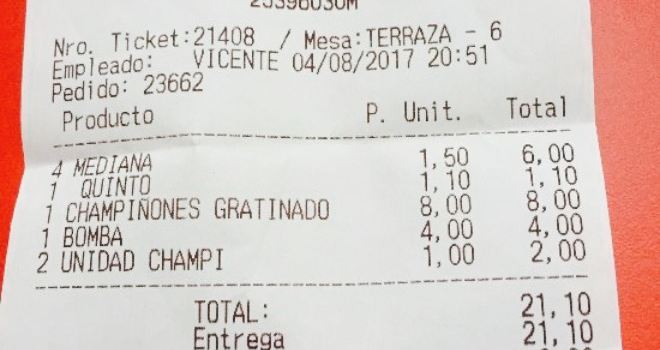 Nro. Ticket:21408 / Mesa:TERRAZA - 6
Empleado: VICENTE 04/08/2017 20:51
Pedido: 23662
Producto P. Unit. Total
4 MEDIANA 1,50 6,00
1 QUINTO 1,10 1,10
1 CHAMPIÑONES GRATINADO 8,00 8,00
1 BOMBA 4,00 4,00
2 UNIDAD CHAMPI 1,00 2,00
TOTAL: 21,10
Entrega 21,10